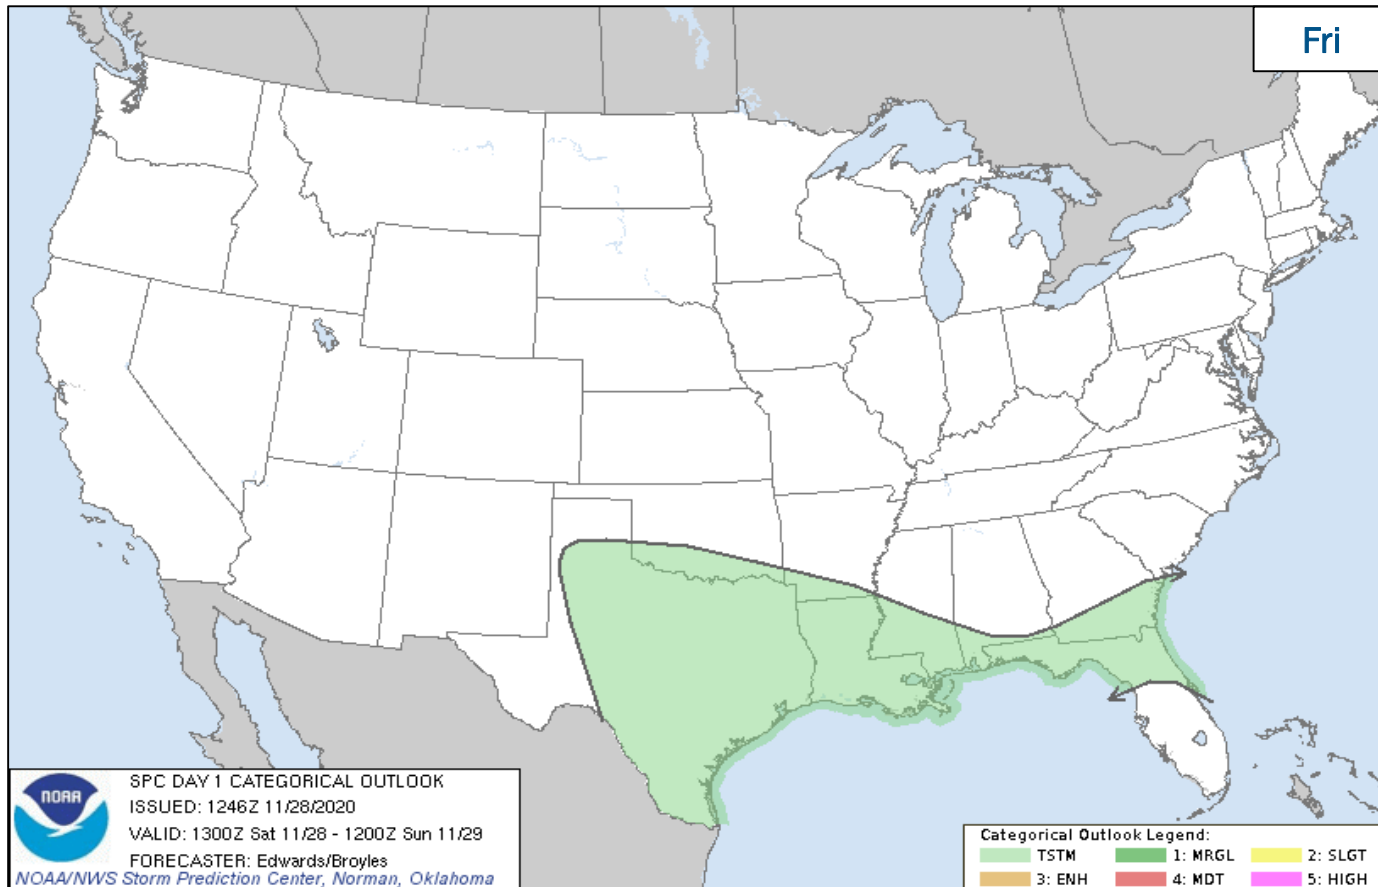 Fri
SPC DAY 1 CATEGORICAL OUTLOOK
ISSUED: 1246Z 11/28/2020
VALID: 1300Z Sat 11/28 - 1200Z Sun 11/29
FORECASTER: Edwards/Broyles
NOAA/NWS Storm Prediction Center, Norman, Oklahoma
NOAA
Categorical Outlook Legend:
TSTM 1: MRGL 2: SLGT
3: ENH 4: MDT 5: HIGH